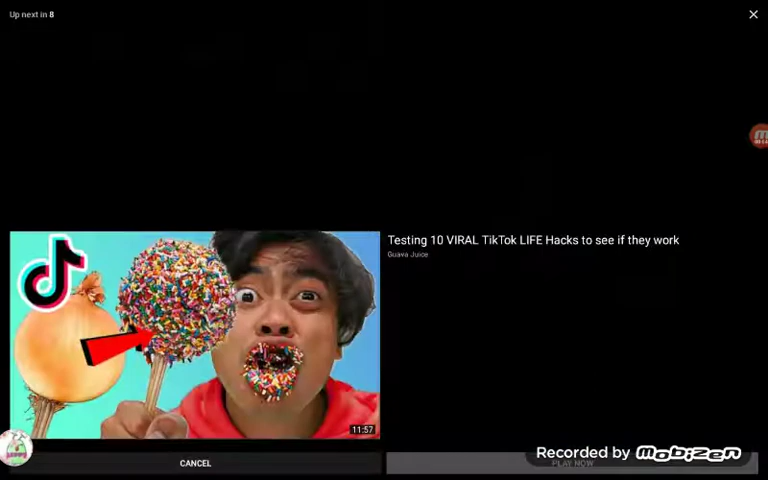 Up next in 8
Testing 10 VIRAL TikTok LIFE Hacks to see if they work
Guava Juice
11:57
Recorded by MOBIZEN
CANCEL
PLAY NOW